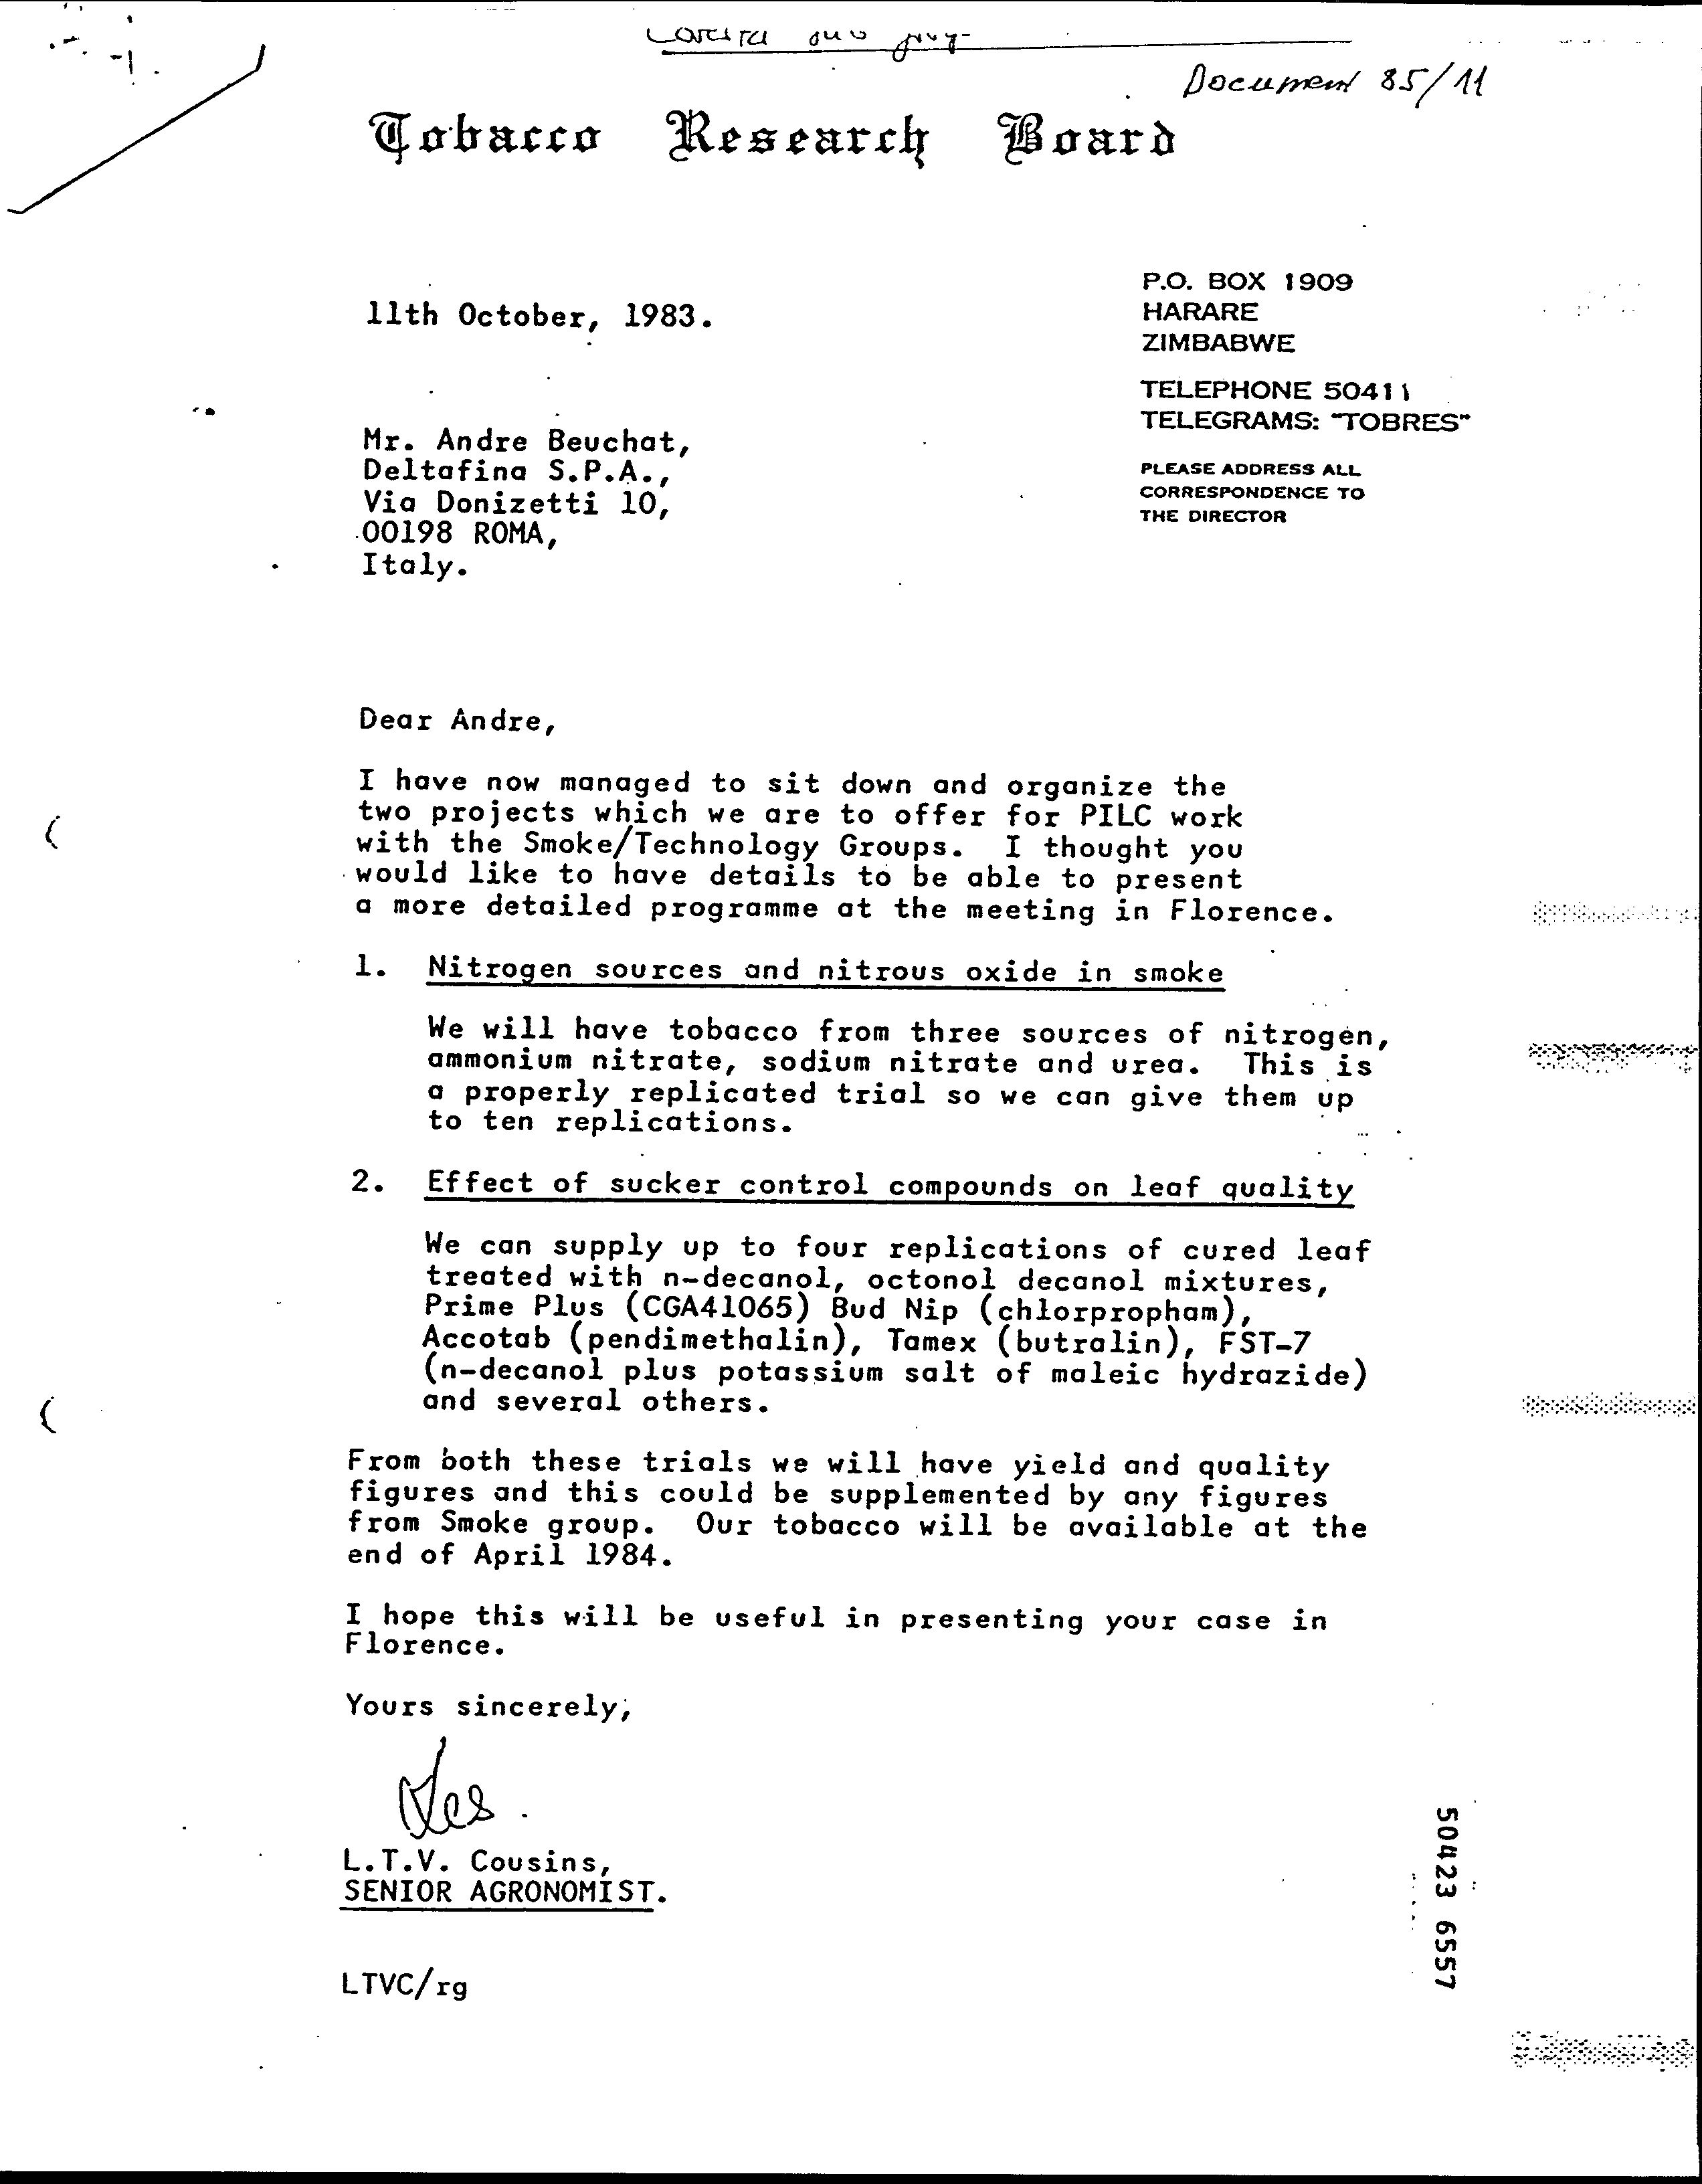 Document 85/11
Tobacco Research Board
P.O. BOX 1909
HARARE
ZIMBABWE
TELEPHONE 50411
TELEGRAMS: "TOBRES"
PLEASE ADDRESS ALL
CORRESPONDENCE TO
THE DIRECTOR
11th October, 1983.
Mr. Andre Beuchat,
Deltafina S.P.A.,
Via Donizetti 10,
00198 ROMA,
Italy.
Dear Andre,
I have now managed to sit down and organize the
two projects which we are to offer for PILC work
with the Smoke/Technology Groups. I thought you
would like to have details to be able to present
a more detailed programme at the meeting in Florence.
1. Nitrogen sources and nitrous oxide in smoke
We will have tobacco from three sources of nitrogen,
ammonium nitrate, sodium nitrate and urea. This is
a properly replicated trial so we can give them up
to ten replications.
2. Effect of sucker control compounds on leaf quality
We can supply up to four replications of cured leaf
treated with n-decanol, octonol decanol mixtures,
Prime Plus (CGA41065) Bud Nip (chlorpropham),
Accotab (pendimethalin), Tamex (butralin), FST-7
(n-decanol plus potassium salt of maleic hydrazide)
and several others.
From both these trials we will have yield and quality
figures and this could be supplemented by any figures
from Smoke group. Our tobacco will be available at the
end of April 1984.
I hope this will be useful in presenting your case in
Florence.
Yours sincerely,
Les.
L.T.V. Cousins,
SENIOR AGRONOMIST.
LTVC/rg
50423 6557